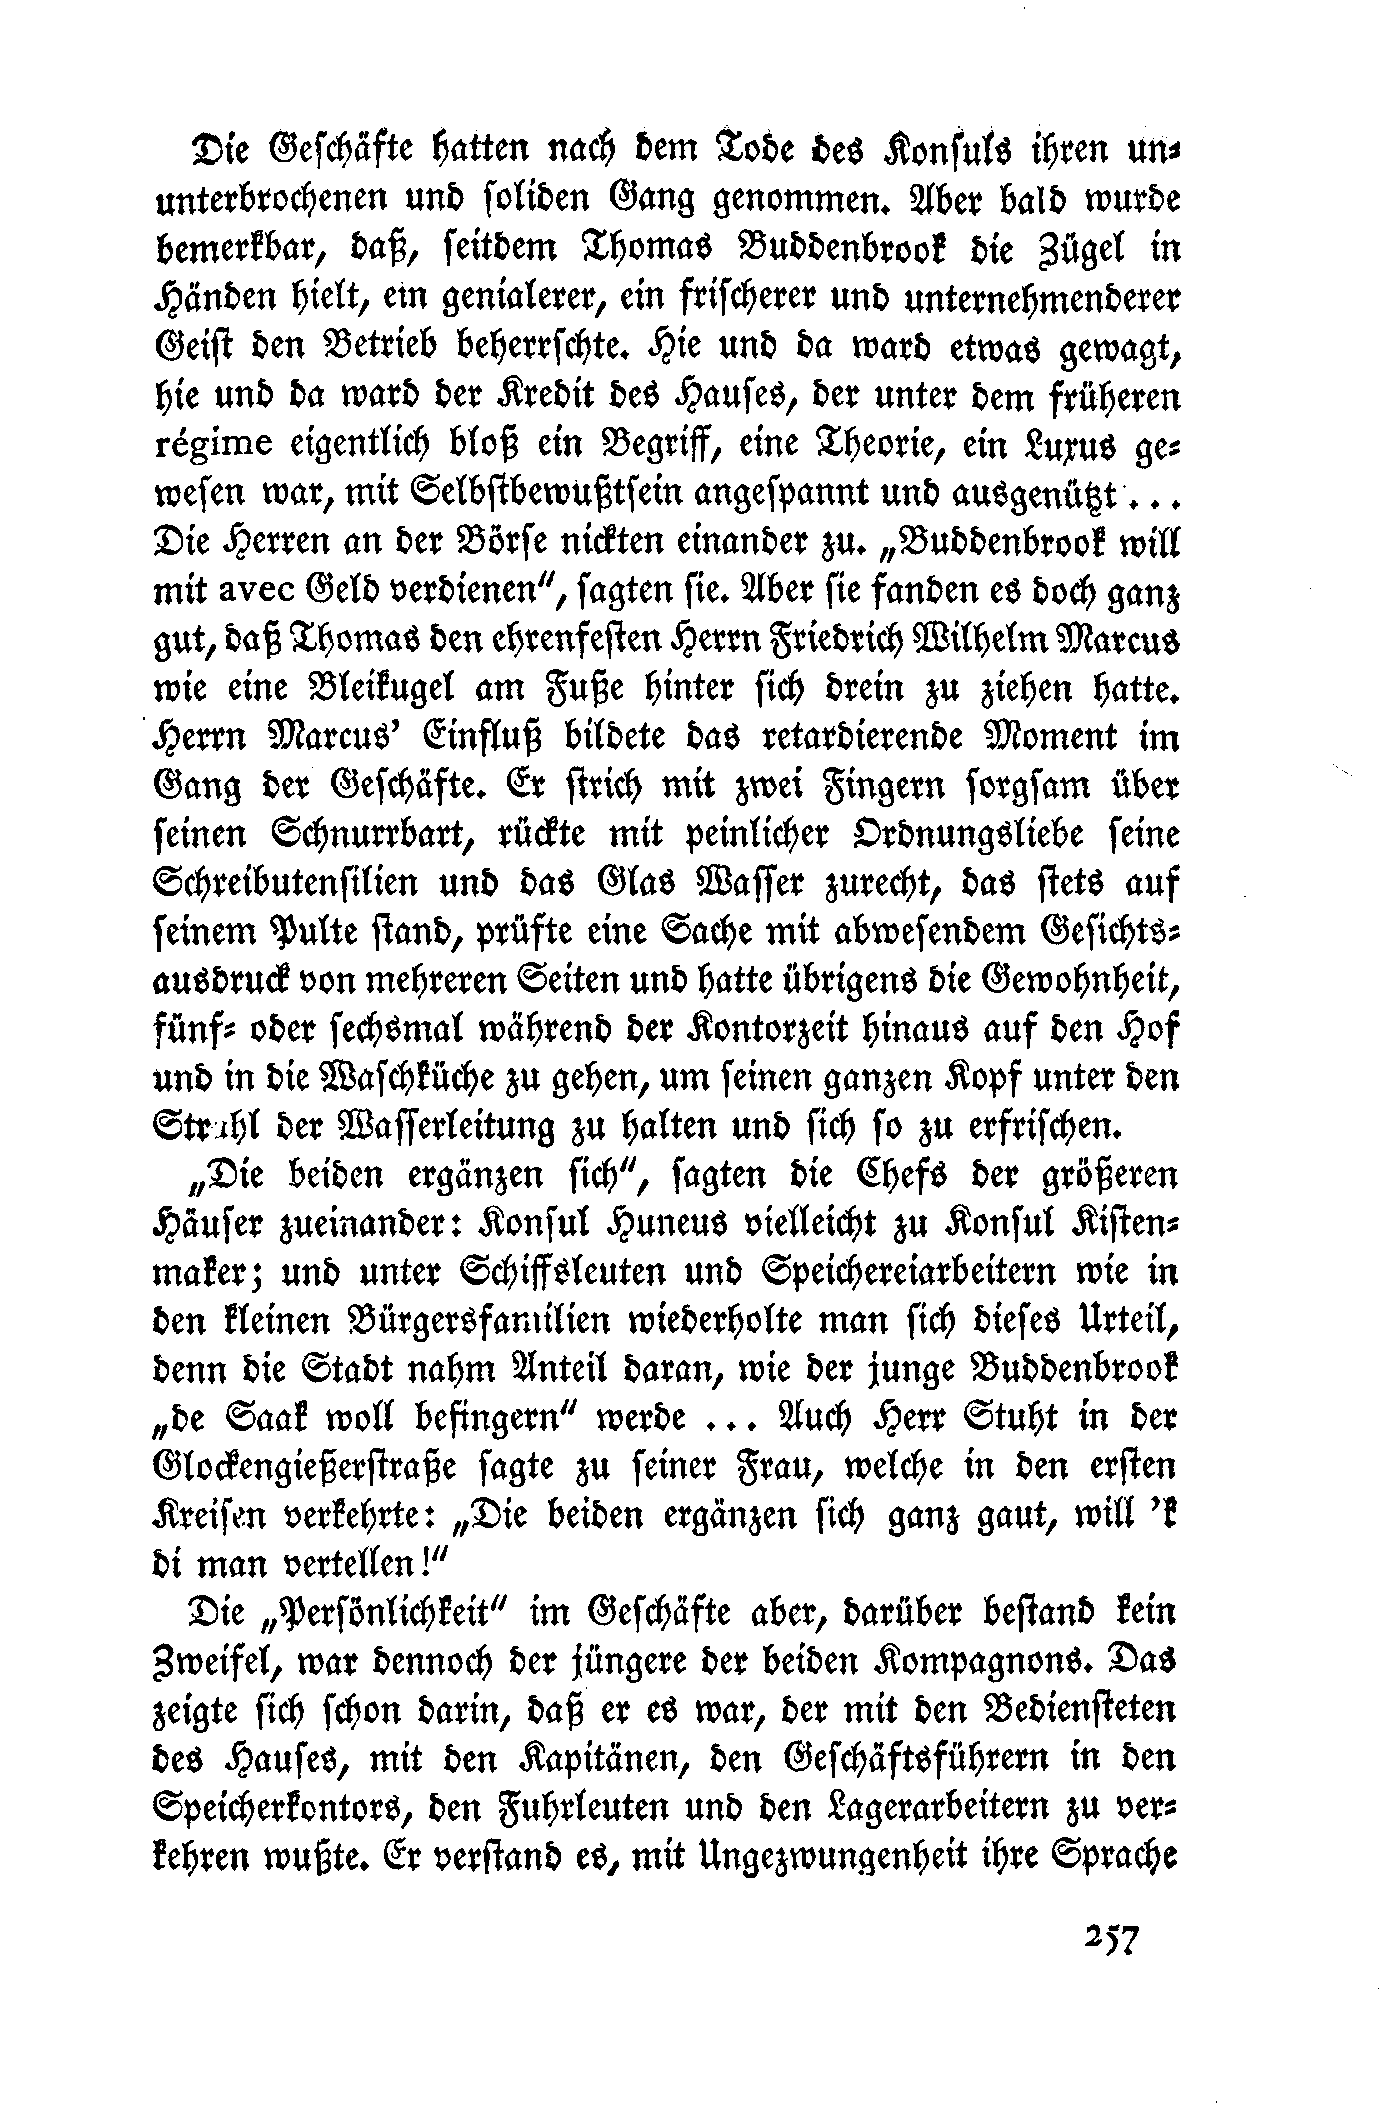 Die Geschäfte hatten nach dem Tode des Konsuls ihren un-
unterbrochenen und soliden Gang genommen. Aber bald wurde
bemerkbar, daß, seitdem Thomas Buddenbrook die Zügel in
Händen hielt, ein genialerer, ein frischerer und unternehmenderer
Geist den Betrieb beherrschte. Hie und da ward etwas gewagt,
hie und da ward der Kredit des Hauses, der unter dem früheren
régime eigentlich bloß ein Begriff, eine Theorie, ein Luxus ge-
wesen war, mit Selbstbewußtsein angespannt und ausgenützt ...
Die Herren an der Börse nickten einander zu. „Buddenbrook will
mit avec Geld verdienen“, sagten sie. Aber sie fanden es doch ganz
gut, daß Thomas den ehrenfesten Herrn Friedrich Wilhelm Marcus
wie eine Bleikugel am Fuße hinter sich drein zu ziehen hatte.
Herrn Marcus’ Einfluß bildete das retardierende Moment im
Gang der Geschäfte. Er strich mit zwei Fingern sorgsam über
seinen Schnurrbart, rückte mit peinlicher Ordnungsliebe seine
Schreibutensilien und das Glas Wasser zurecht, das stets auf
seinem Pulte stand, prüfte eine Sache mit abwesendem Gesichts-
ausdruck von mehreren Seiten und hatte übrigens die Gewohnheit,
fünf- oder sechsmal während der Kontorzeit hinaus auf den Hof
und in die Waschküche zu gehen, um seinen ganzen Kopf unter den
Strahl der Wasserleitung zu halten und sich so zu erfrischen.
„Die beiden ergänzen sich“, sagten die Chefs der größeren
Häuser zueinander: Konsul Huneus vielleicht zu Konsul Kisten-
maker; und unter Schiffsleuten und Speichereiarbeitern wie in
den kleinen Bürgersfamilien wiederholte man sich dieses Urteil,
denn die Stadt nahm Anteil daran, wie der junge Buddenbrook
„de Saak woll befingern“ werde ... Auch Herr Stuht in der
Glockengießerstraße sagte zu seiner Frau, welche in den ersten
Kreisen verkehrte: „Die beiden ergänzen sich ganz gaut, will ’k
di man vertellen!“
Die „Persönlichkeit“ im Geschäfte aber, darüber bestand kein
Zweifel, war dennoch der jüngere der beiden Kompagnons. Das
zeigte sich schon darin, daß er es war, der mit den Bediensteten
des Hauses, mit den Kapitänen, den Geschäftsführern in den
Speicherkontors, den Fuhrleuten und den Lagerarbeitern zu ver-
kehren wußte. Er verstand es, mit Ungezwungenheit ihre Sprache
257